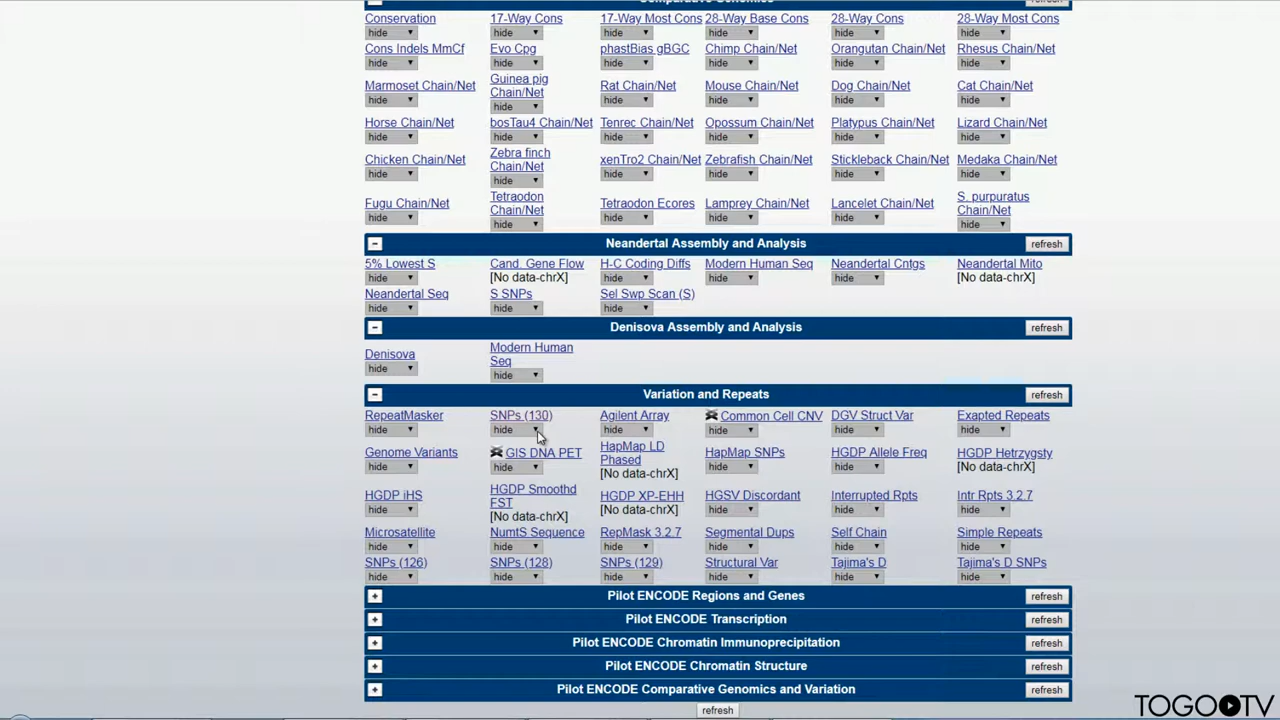 Comparative Genomics refresh
Conservation 17-Way Cons 17-Way Most Cons 28-Way Base Cons 28-Way Cons 28-Way Most Cons
hide hide hide hide hide hide
Cons Indels MmCf Evo Cpg phastBias gBGC Chimp Chain/Net Orangutan Chain/Net Rhesus Chain/Net
hide hide hide hide hide hide
Marmoset Chain/Net Guinea pig Chain/Net Rat Chain/Net Mouse Chain/Net Dog Chain/Net Cat Chain/Net
hide hide hide hide hide hide
Horse Chain/Net bosTau4 Chain/Net Tenrec Chain/Net Opossum Chain/Net Platypus Chain/Net Lizard Chain/Net
hide hide hide hide hide hide
Chicken Chain/Net Zebra finch Chain/Net xenTro2 Chain/Net Zebrafish Chain/Net Stickleback Chain/Net Medaka Chain/Net
hide hide hide hide hide hide
Fugu Chain/Net Tetraodon Chain/Net Tetraodon Ecores Lamprey Chain/Net Lancelet Chain/Net S. purpuratus Chain/Net
hide hide hide hide hide hide
- Neandertal Assembly and Analysis refresh
5% Lowest S Cand. Gene Flow H-C Coding Diffs Modern Human Seq Neandertal Cntgs Neandertal Mito
hide [No data-chrX] hide hide hide [No data-chrX]
Neandertal Seq S SNPs Sel Swp Scan (S)
hide hide hide
- Denisova Assembly and Analysis refresh
Denisova Modern Human Seq
hide hide
- Variation and Repeats refresh
RepeatMasker SNPs (130) Agilent Array Common Cell CNV DGV Struct Var Exapted Repeats
hide hide hide hide hide hide
Genome Variants GIS DNA PET HapMap LD Phased HapMap SNPs HGDP Allele Freq HGDP Hetrzygsty
hide hide [No data-chrX] hide hide [No data-chrX]
HGDP iHS HGDP Smoothd FST HGDP XP-EHH HGSV Discordant Interrupted Rpts Intr Rpts 3.2.7
hide [No data-chrX] [No data-chrX] hide hide hide
Microsatellite NumtS Sequence RepMask 3.2.7 Segmental Dups Self Chain Simple Repeats
hide hide hide hide hide hide
SNPs (126) SNPs (128) SNPs (129) Structural Var Tajima's D Tajima's D SNPs
hide hide hide hide hide hide
+ Pilot ENCODE Regions and Genes refresh
+ Pilot ENCODE Transcription refresh
+ Pilot ENCODE Chromatin Immunoprecipitation refresh
+ Pilot ENCODE Chromatin Structure refresh
+ Pilot ENCODE Comparative Genomics and Variation refresh
refresh
TOGOTV